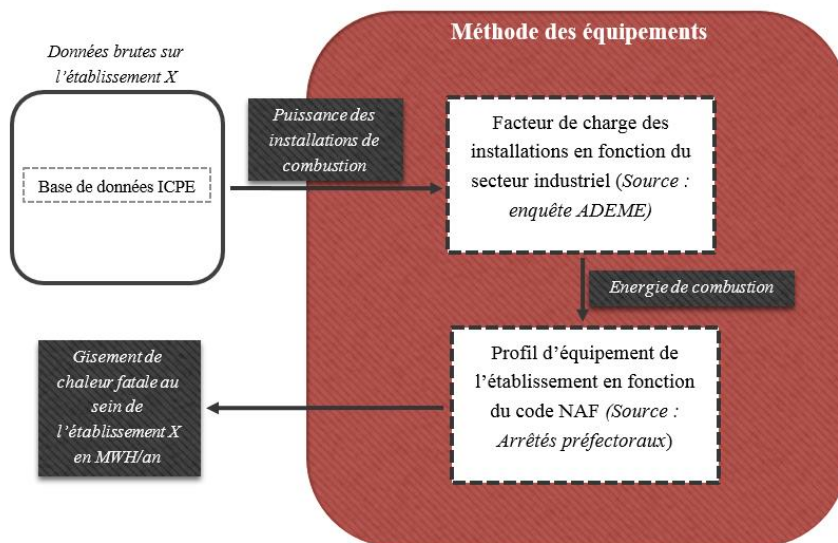 Méthode des équipements
Données brutes sur
l'établissement X
Base de données ICPE
Puissance des
installations de
combustion
Facteur de charge des
installations en fonction du
secteur industriel (Source :
enquête ADEME)
Energie de combustion
Profil d'équipement de
l'établissement en fonction
du code NAF (Source :
Arrêtés préfectoraux)
Gisement de
chaleur fatale au
sein de
l'établissement X
en MWH/an